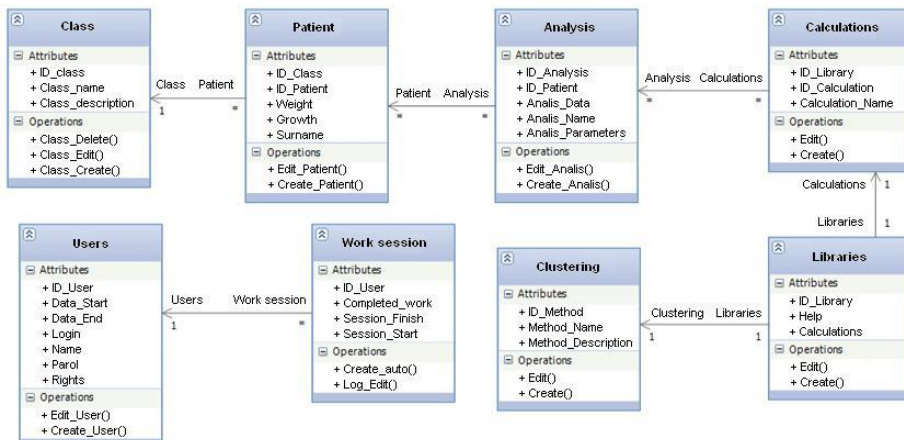 Class
Attributes
+ ID_class
+ Class_name
+ Class_description
Operations
+ Class_Delete()
+ Class_Edit()
+ Class_Create()
Class Patient
1 *
Patient
Attributes
+ ID_Class
+ ID_Patient
+ Weight
+ Growth
+ Surname
Operations
+ Edit_Patient()
+ Create_Patient()
Patient Analysis
* *
Analysis
Attributes
+ ID_Analysis
+ ID_Patient
+ Analis_Data
+ Analis_Name
+ Analis_Parameters
Operations
+ Edit_Analis()
+ Create_Analis()
Analysis Calculations
* *
Calculations
Attributes
+ ID_Library
+ ID_Calculation
+ Calculation_Name
Operations
+ Edit()
+ Create()
Calculations 1
Libraries 1
Users
Attributes
+ ID_User
+ Data_Start
+ Data_End
+ Login
+ Name
+ Parol
+ Rights
Operations
+ Edit_User()
+ Create_User()
Users Work session
1 *
Work session
Attributes
+ ID_User
+ Completed_work
+ Session_Finish
+ Session_Start
Operations
+ Create_auto()
+ Log_Edit()
Clustering
Attributes
+ ID_Method
+ Method_Name
+ Method_Description
Operations
+ Edit()
+ Create()
Clustering Libraries
1 1
Libraries
Attributes
+ ID_Library
+ Help
+ Calculations
Operations
+ Edit()
+ Create()